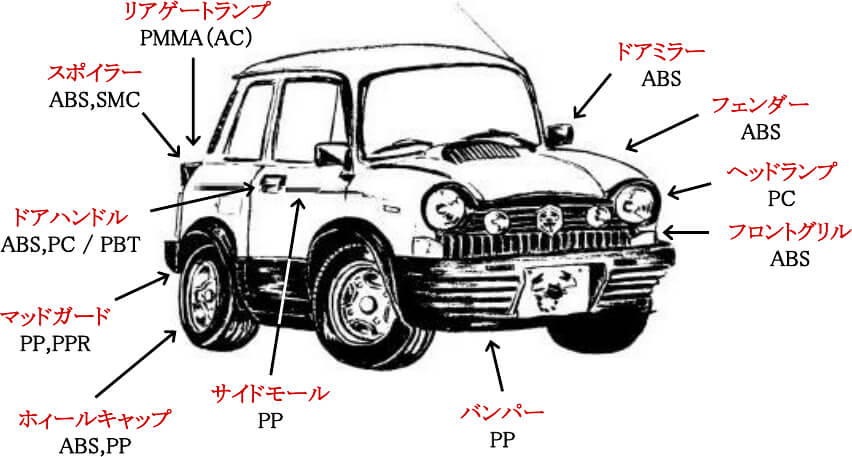 リアゲートランプ
PMMA（AC）
スポイラー
ABS,SMC
ドアミラー
ABS
フェンダー
ABS
ヘッドランプ
PC
フロントグリル
ABS
ドアハンドル
ABS,PC / PBT
マッドガード
PP,PPR
ホィールキャップ
ABS,PP
サイドモール
PP
バンパー
PP